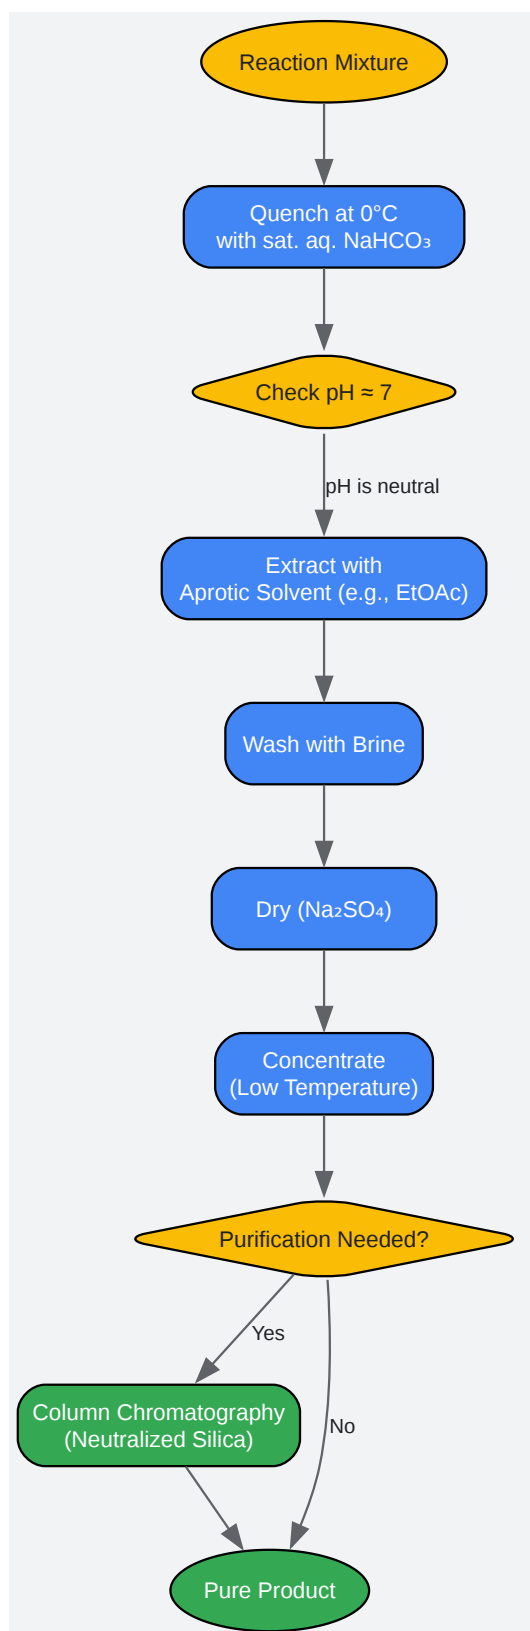 Reaction Mixture
Quench at 0°C
with sat. aq. NaHCO₃
Check pH ≈ 7
pH is neutral
Extract with
Aprotic Solvent (e.g., EtOAc)
Wash with Brine
Dry (Na₂SO₄)
Concentrate
(Low Temperature)
Purification Needed?
Yes
Column Chromatography
(Neutralized Silica)
No
Pure Product